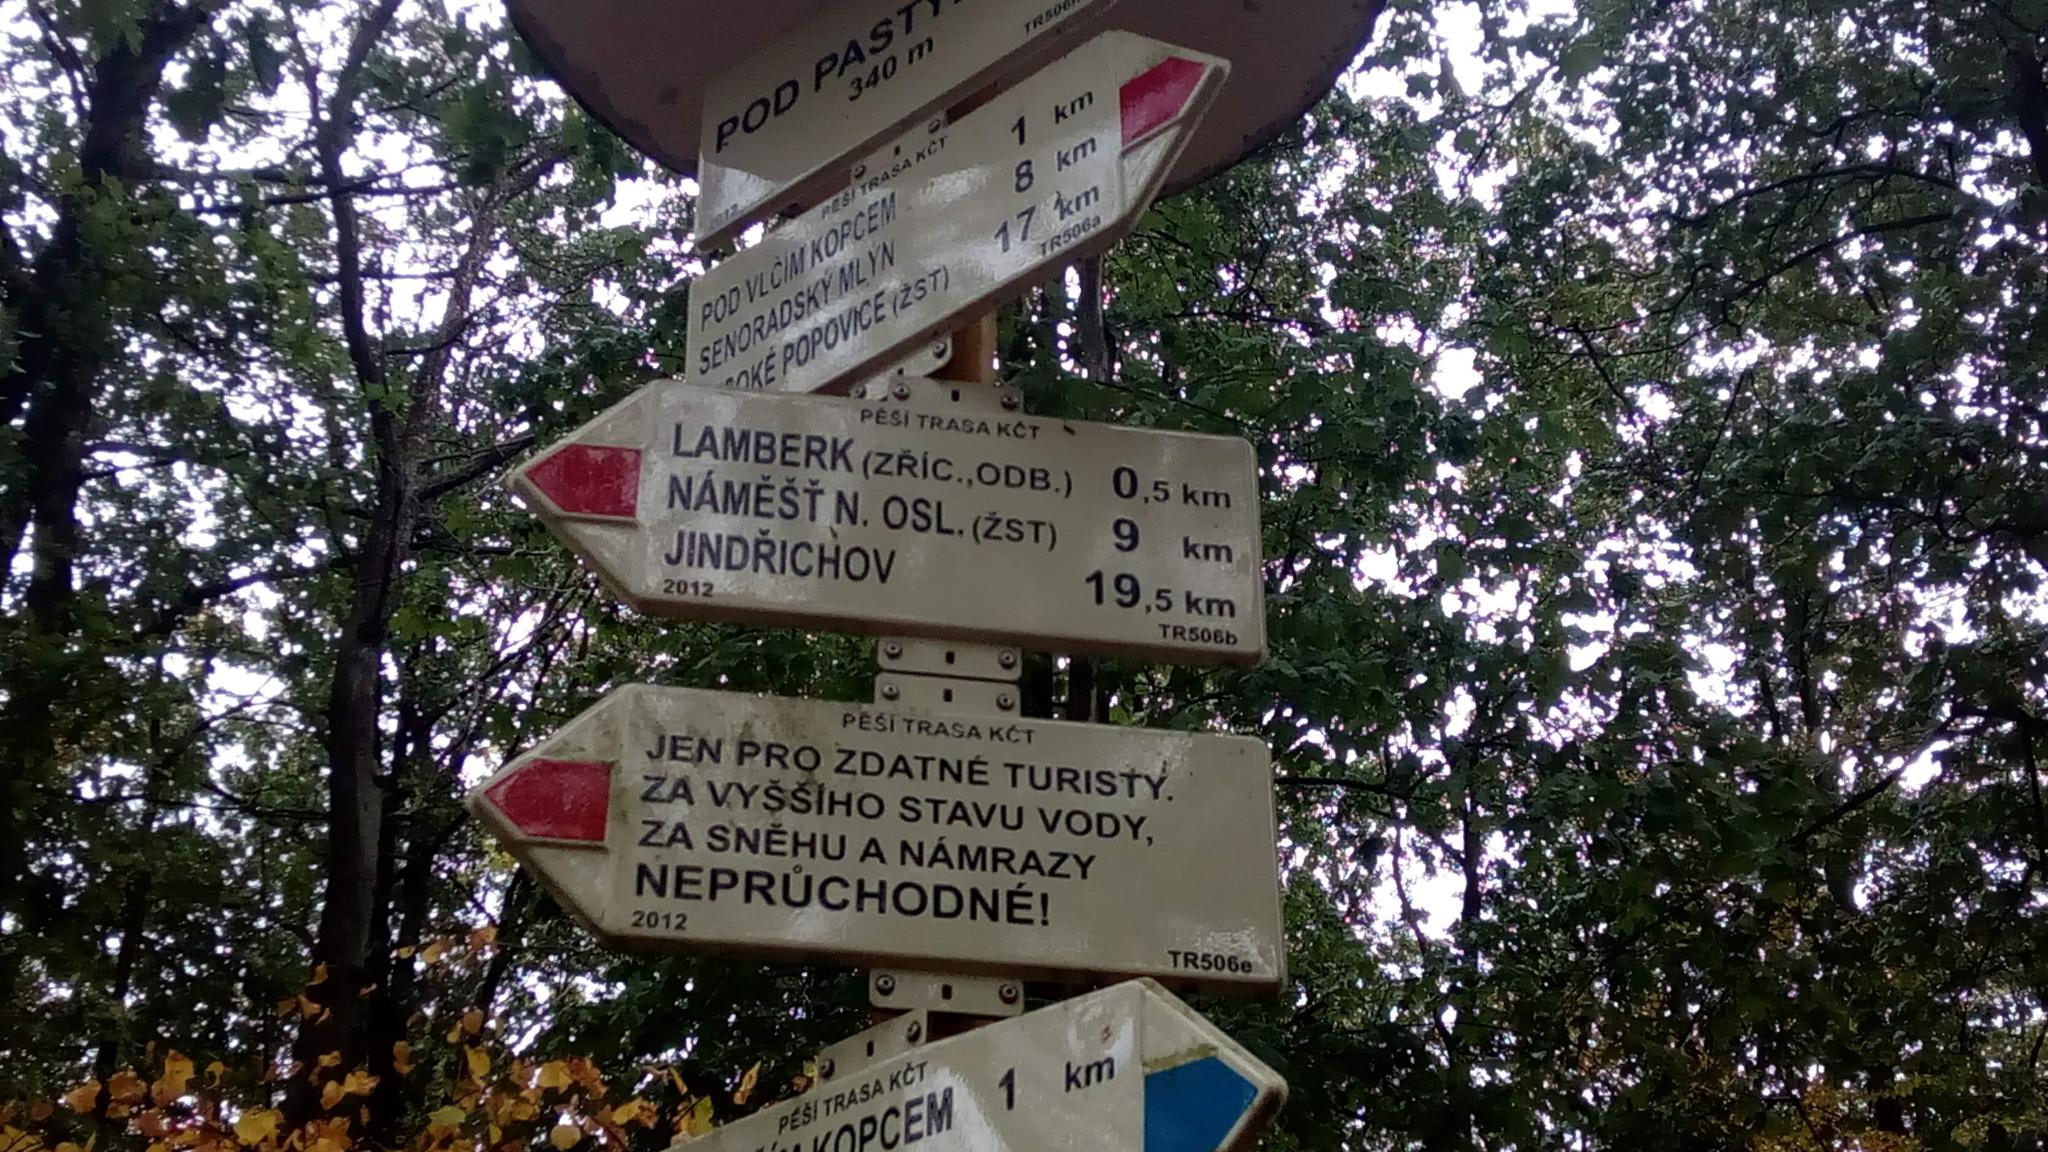 POD
340 m
PĚŠÍ TRASA KČT
POD VLČÍM KOPCEM 1 km
SENORADSKÝ MLÝN 8 km
POPOVICE (ŽST) 17 km
TR506a
PĚŠÍ TRASA KČT
LAMBERK (ZŘÍC.,ODB.) 0,5 km
NÁMĚŠŤ N. OSL. (ŽST) 9 km
JINDŘICHOV 19,5 km
2012 TR506b
PĚŠÍ TRASA KČT
JEN PRO ZDATNÉ TURISTY.
ZA VYŠŠÍHO STAVU VODY,
ZA SNĚHU A NÁMRAZY
NEPRŮCHODNÉ!
2012 TR506e
PĚŠÍ TRASA KČT
KOPCEM 1 km